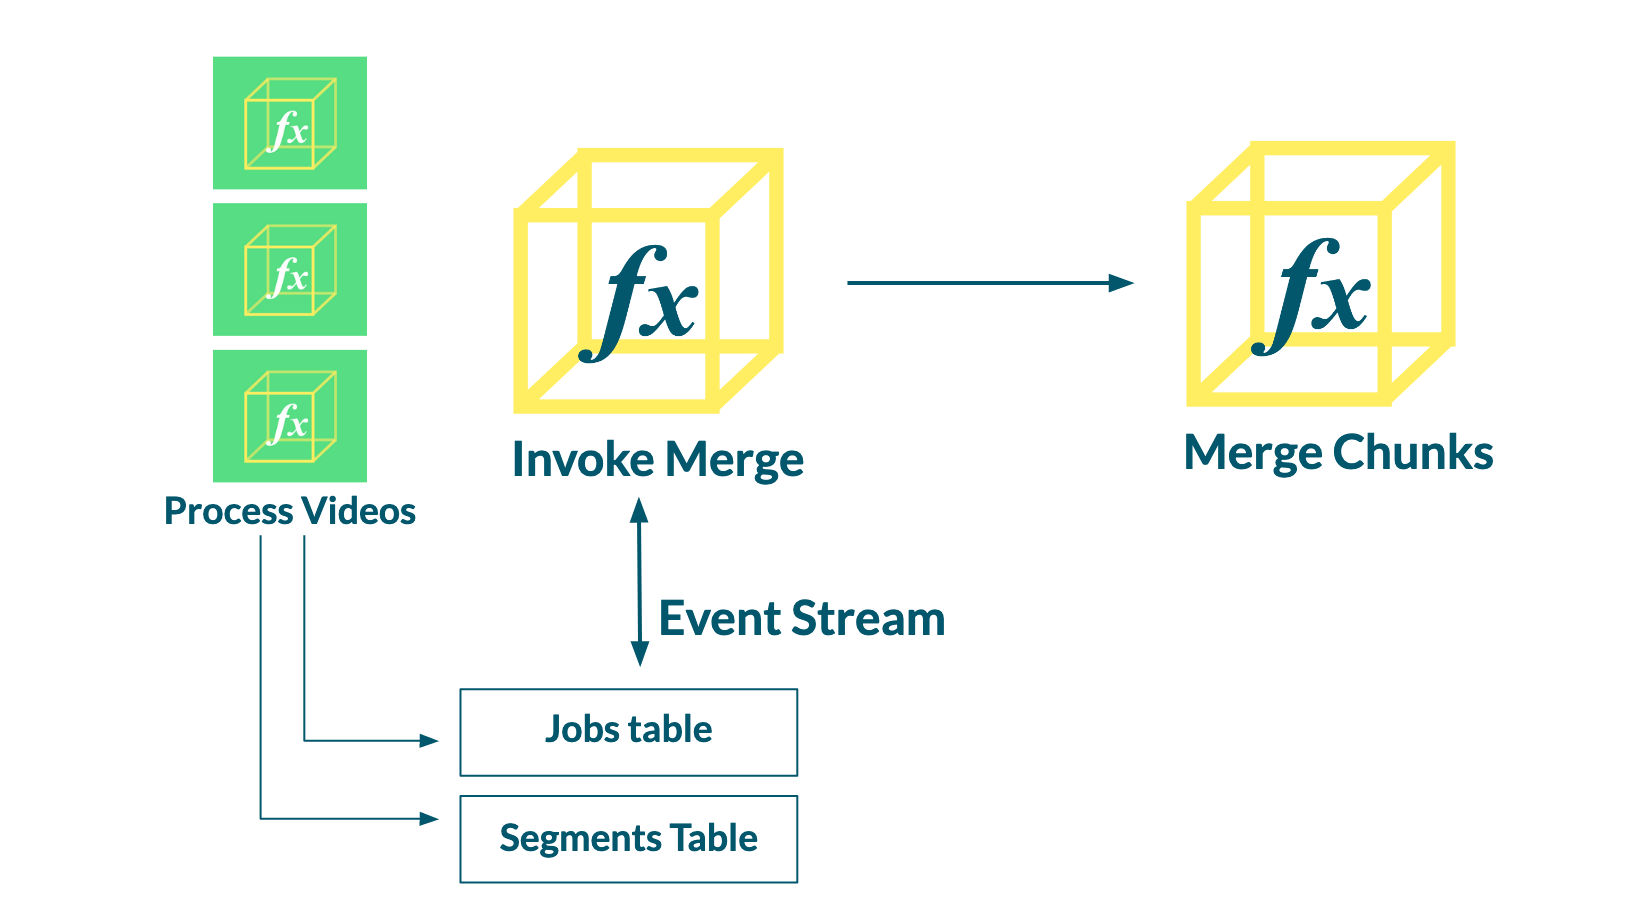 fx
fx
fx
Process Videos
fx
Invoke Merge
fx
Merge Chunks
Event Stream
Jobs table
Segments Table